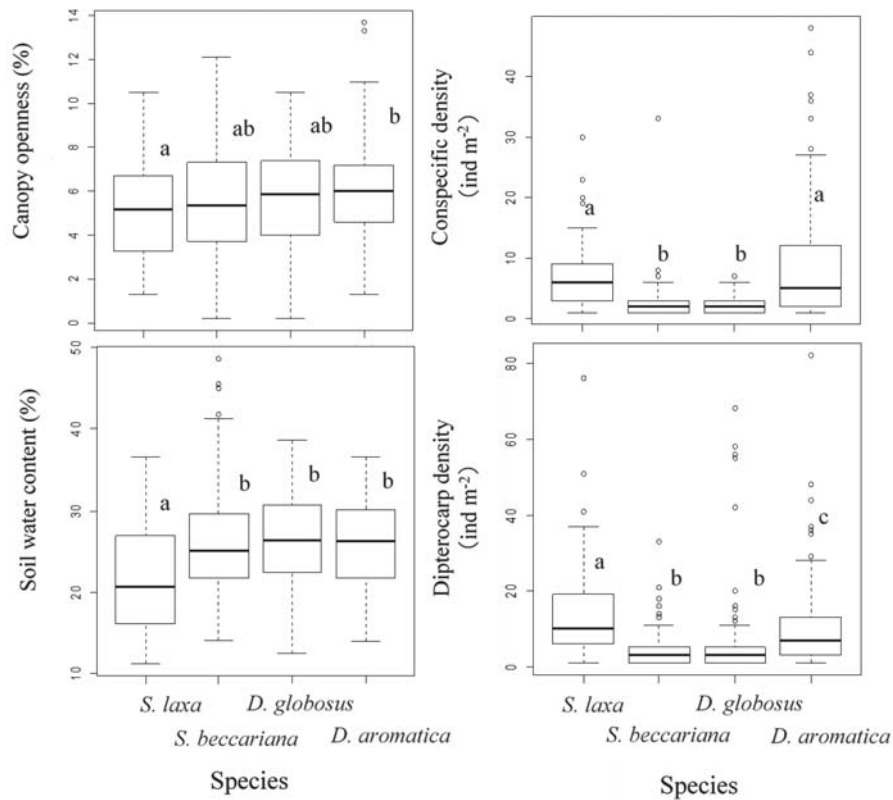 Canopy openness (%)
0 2 4 6 8 10 12 14
a
ab
ab
b
Conspecific density
(ind m-2)
0 10 20 30 40
a
b
b
a
Soil water content (%)
10 20 30 40 50
a
b
b
b
Dipterocarp density
(ind m-2)
0 20 40 60 80
a
b
b
c
S. laxa D. globosus
S. beccariana D. aromatica
Species
S. laxa D. globosus
S. beccariana D. aromatica
Species